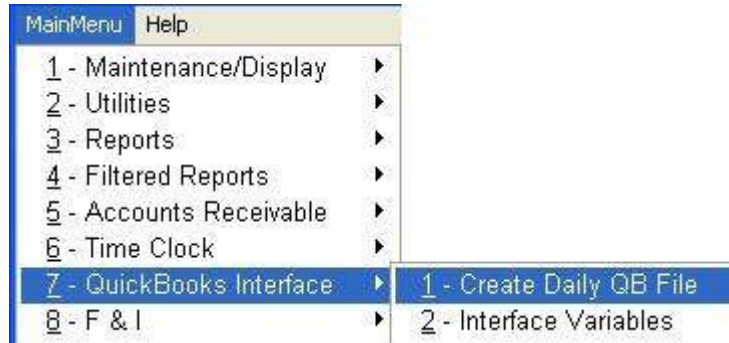 MainMenu Help
1 - Maintenance/Display
2 - Utilities
3 - Reports
4 - Filtered Reports
5 - Accounts Receivable
6 - Time Clock
7 - QuickBooks Interface
1 - Create Daily QB File
8 - F & I
2 - Interface Variables